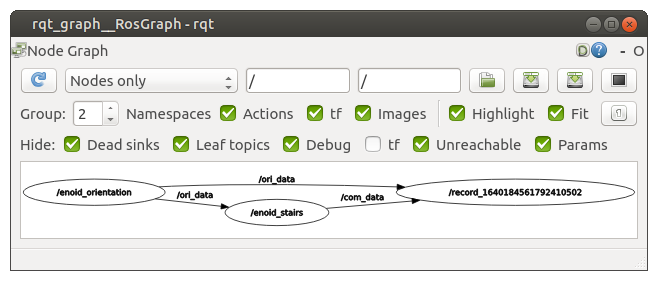 rqt_graph__RosGraph - rqt
Node Graph D ? - O
Nodes only / /
Group: 2 Namespaces Actions tf Images Highlight Fit
Hide: Dead sinks Leaf topics Debug tf Unreachable Params
/ori_data
/enoid_orientation /ori_data /com_data /record_1640184561792410502
/enoid_stairs